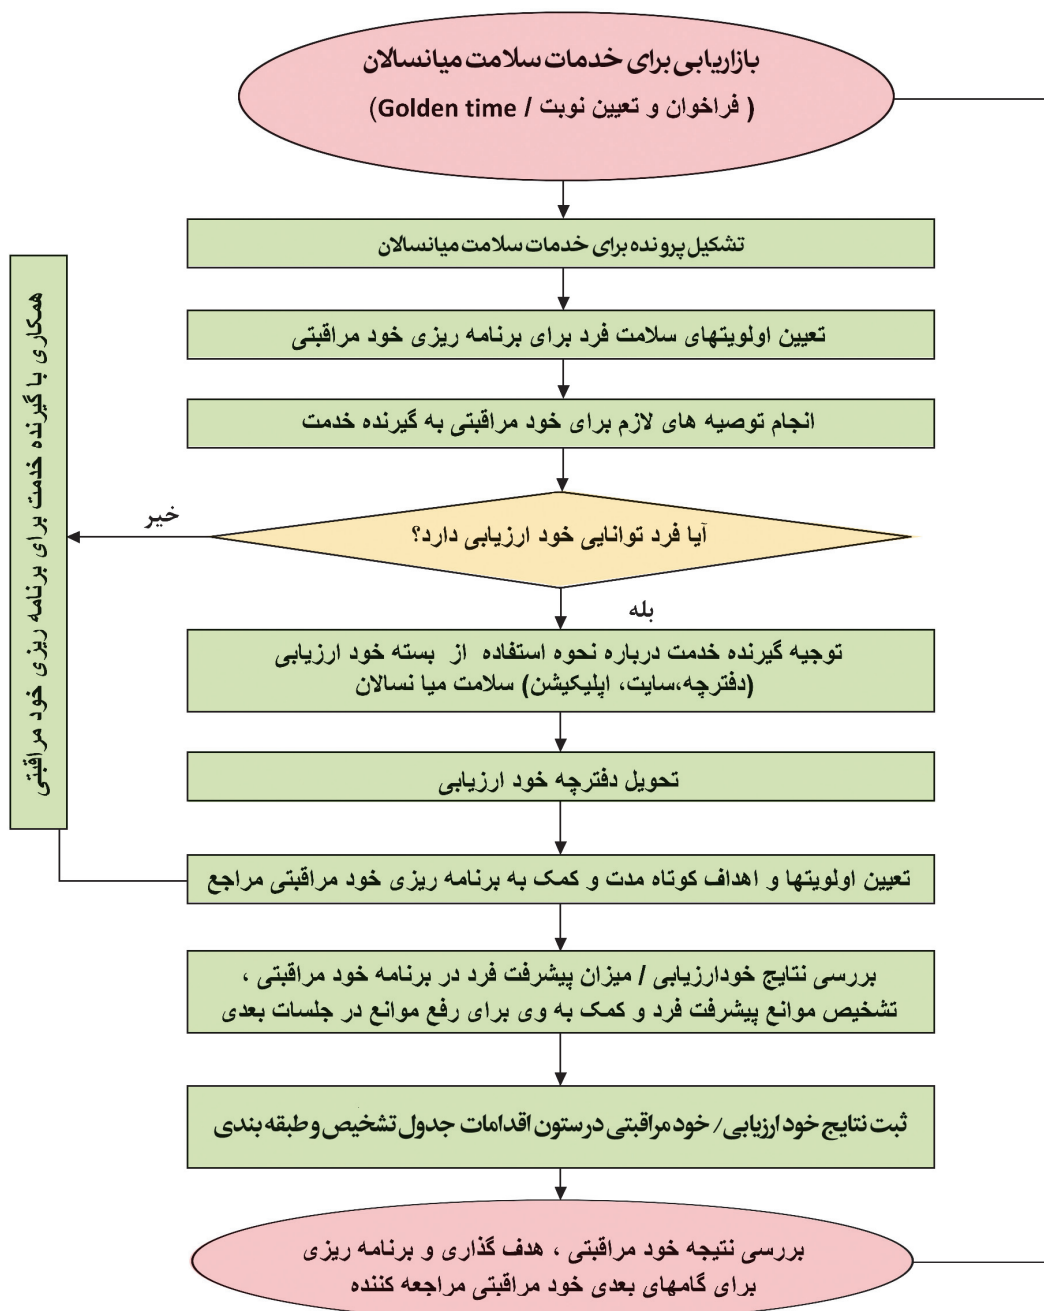 بازاریابی برای خدمات سلامت میانسالان
( فراخوان و تعیین نوبت / Golden time)
تشکیل پرونده برای خدمات سلامت میانسالان
تعیین اولویتهای سلامت فرد برای برنامه ریزی خود مراقبتی
انجام توصیه های لازم برای خود مراقبتی به گیرنده خدمت
آیا فرد توانایی خود ارزیابی دارد؟
خیر
همکاری با گیرنده خدمت برای برنامه ریزی خود مراقبتی
بله
توجیه گیرنده خدمت درباره نحوه استفاده از بسته خود ارزیابی
(دفترچه،سایت، اپلیکیشن) سلامت میا نسالان
تحویل دفترچه خود ارزیابی
تعیین اولویتها و اهداف کوتاه مدت و کمک به برنامه ریزی خود مراقبتی مراجع
بررسی نتایج خودارزیابی / میزان پیشرفت فرد در برنامه خود مراقبتی ،
تشخیص موانع پیشرفت فرد و کمک به وی برای رفع موانع در جلسات بعدی
ثبت نتایج خود ارزیابی/ خود مراقبتی درستون اقدامات جدول تشخیص و طبقه بندی
بررسی نتیجه خود مراقبتی ، هدف گذاری و برنامه ریزی
برای گامهای بعدی خود مراقبتی مراجعه کننده